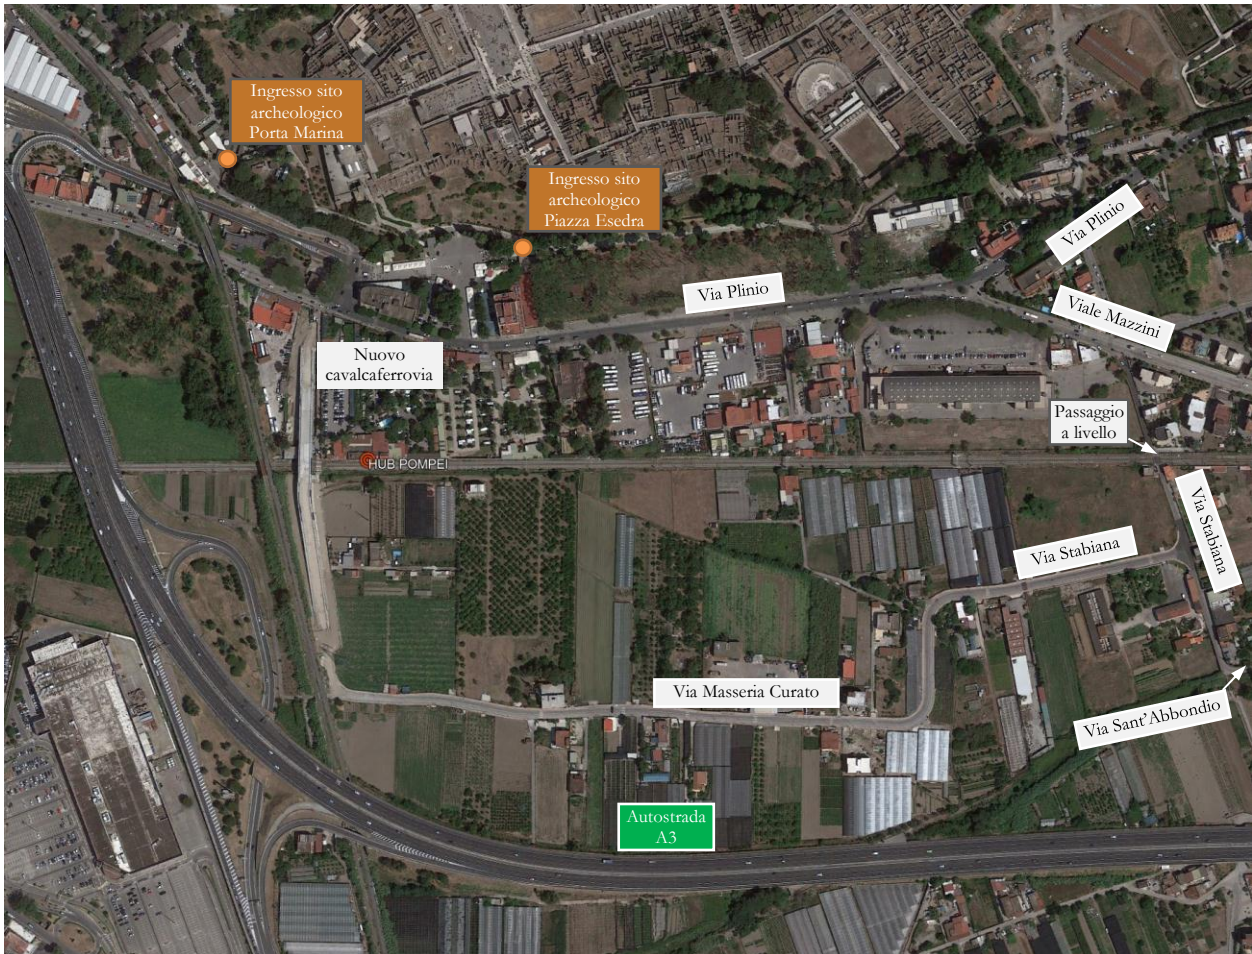 Ingresso sito
archeologico
Porta Marina
Ingresso sito
archeologico
Piazza Esedra
Via Plinio
Via Plinio
Viale Mazzini
Nuovo
cavalcaferrovia
Passaggio
a livello
HUB POMPEI
Via Stabiana
Via Stabiana
Via Masseria Curato
Via Sant'Abbondio
Autostrada
A3